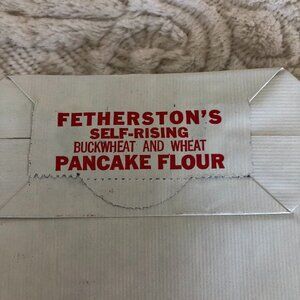 FETHERSTON'S
SELF-RISING
BUCKWHEAT AND WHEAT
PANCAKE FLOUR